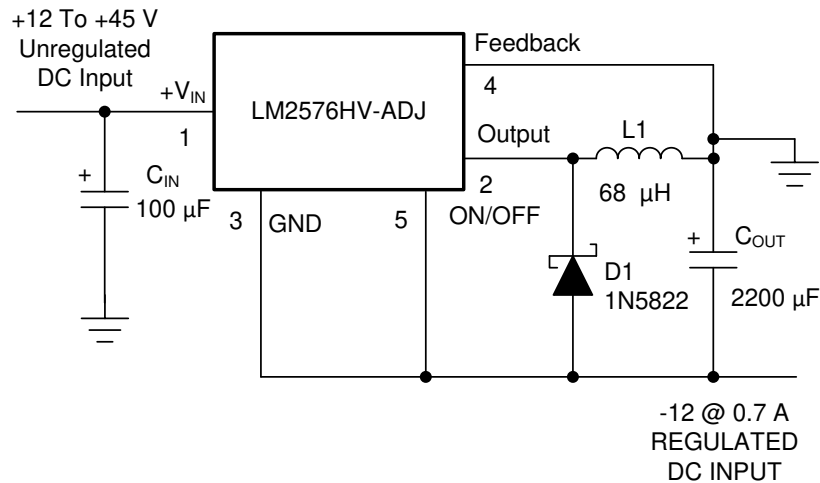 +12 To +45 V
Unregulated
DC Input
Feedback
+VIN
LM2576HV-ADJ
4
1
Output
L1
+
CIN
100 µF
2
68 µH
3
GND
5
ON/OFF
+
COUT
D1
1N5822
2200 µF
-12 @ 0.7 A
REGULATED
DC INPUT